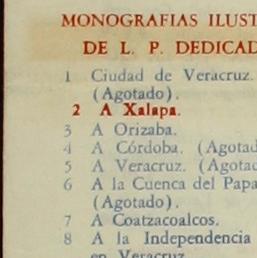 MONOGRAFIAS ILUST
DE L. P. DEDICAD
1 Ciudad de Veracruz.
(Agotado).
2 A Xalapa.
3 A Orizaba.
4 A Córdoba. (Agotad
5 A Veracruz. (Agotad
6 A la Cuenca del Papa
(Agotado).
7 A Coatzacoalcos.
8 A la Independencia
en Veracruz